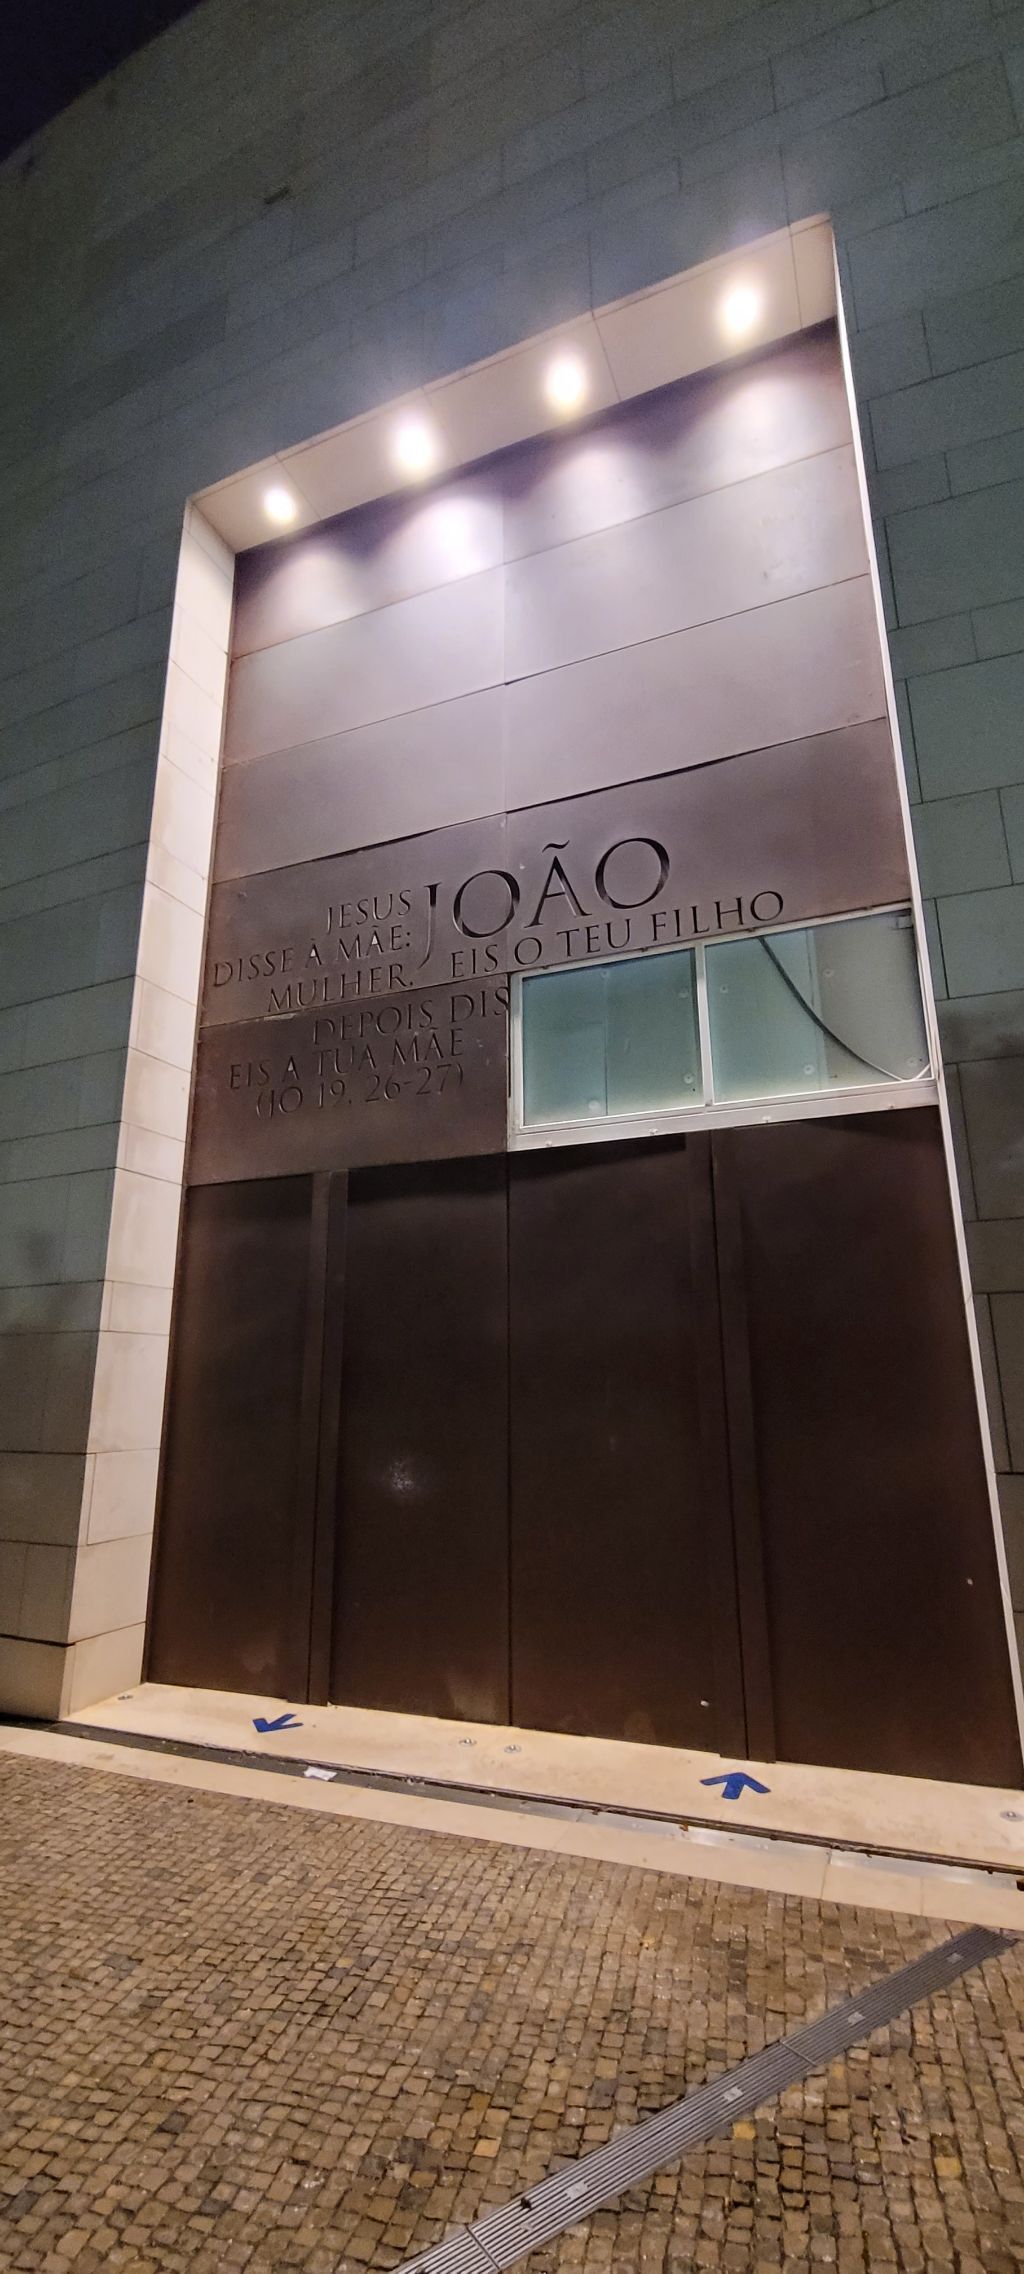 JOÃO
JESUS
DISSE À MÃE:
MULHER, EIS O TEU FILHO
DEPOIS DIS
EIS A TUA MÃE
(JO 19, 26-27)